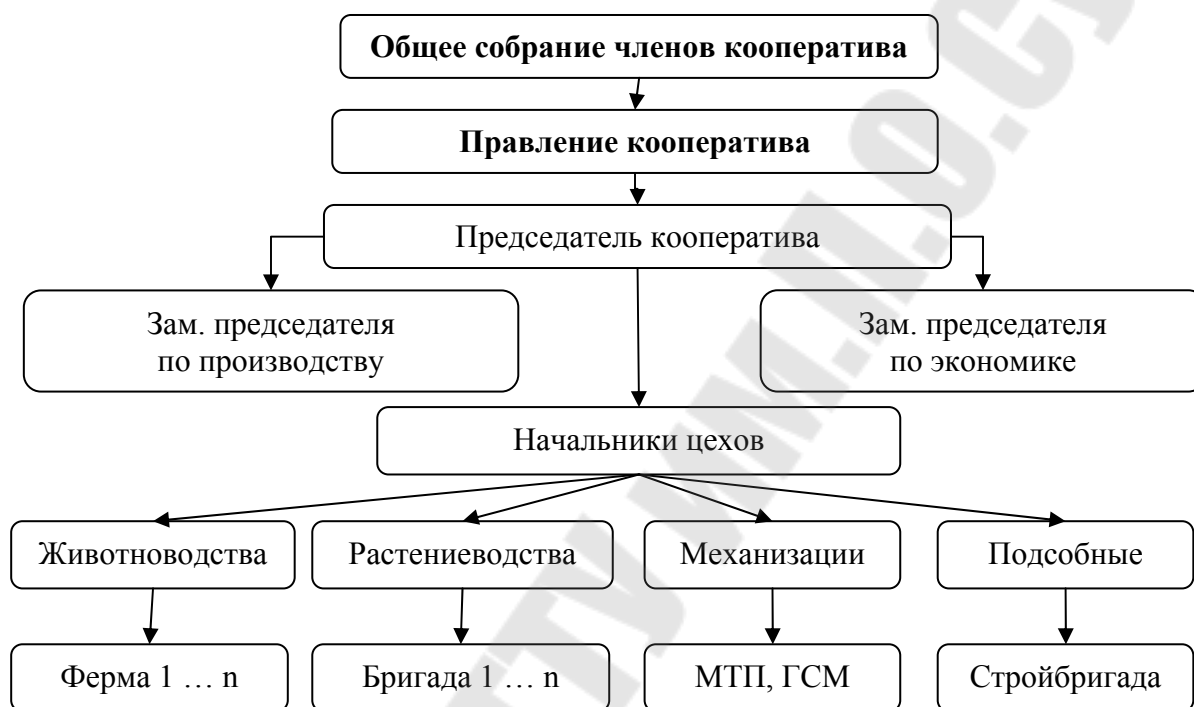 Общее собрание членов кооператива
Правление кооператива
Председатель кооператива
Зам. председателя
по производству
Зам. председателя
по экономике
Начальники цехов
Животноводства
Растениеводства
Механизации
Подсобные
Ферма 1 … n
Бригада 1 … n
МТП, ГСМ
Стройбригада